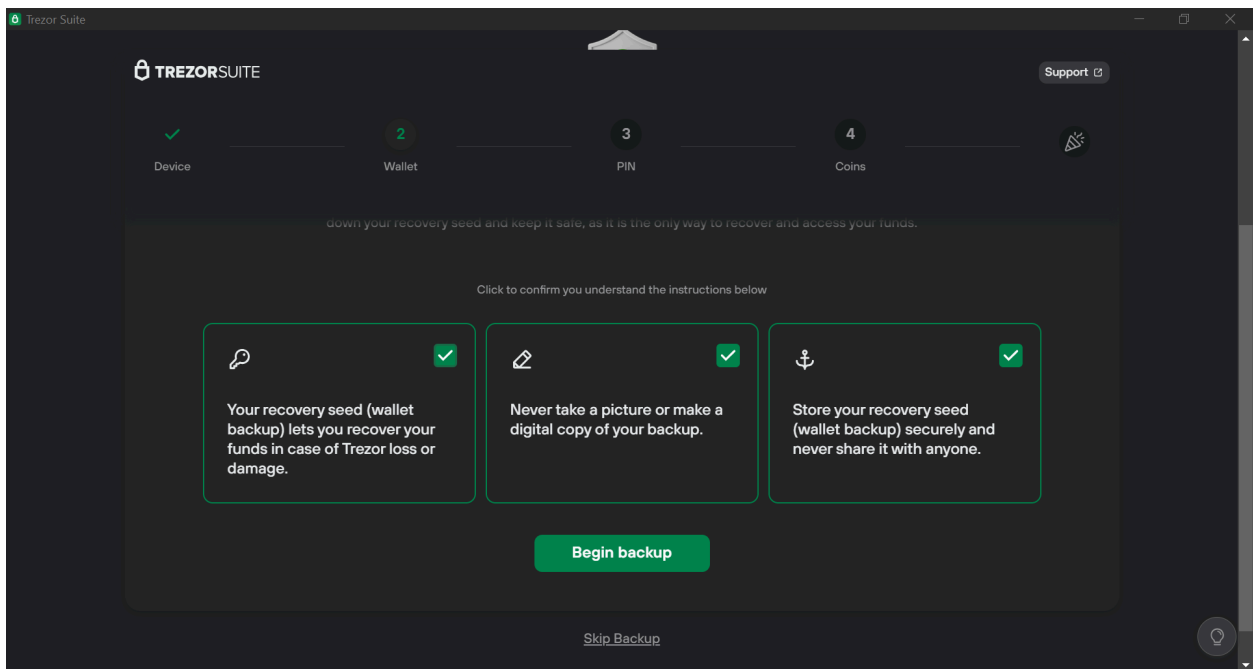 Trezor Suite
TREZORSUITE
Support
2
3
4
Device
Wallet
PIN
Coins
down your recovery seed and keep it safe, as it is the only way to recover and access your funds.
Click to confirm you understand the instructions below
Your recovery seed (wallet
backup) lets you recover your
funds in case of Trezor loss or
damage.
Never take a picture or make a
digital copy of your backup.
Store your recovery seed
(wallet backup) securely and
never share it with anyone.
Begin backup
Skip Backup